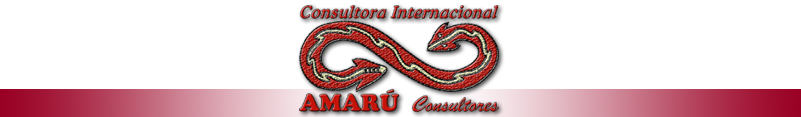 Consultora Internacional
AMARÚ Consultores